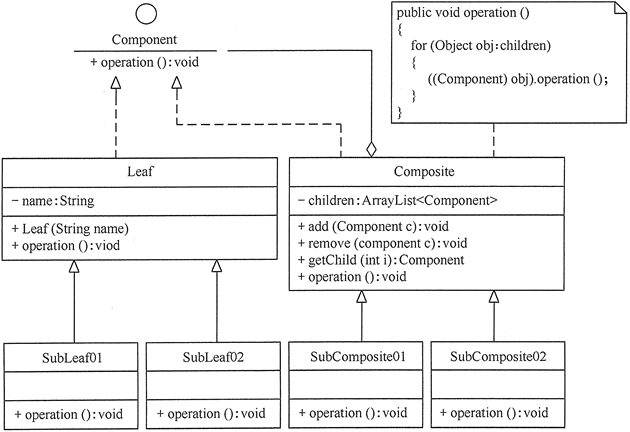 Component
+ operation ( ) : void
public void operation ( )
{
for (Object obj : children)
{
((Component) obj).operation ( );
}
}
Leaf
− name : String
+ Leaf (String name)
+ operation ( ) : viod
Composite
− children : ArrayList<Component>
+ add (Component c) : void
+ remove (component c) : void
+ getChild (int i) : Component
+ operation ( ) : void
SubLeaf01
+ operation ( ) : void
SubLeaf02
+ operation ( ) : void
SubComposite01
+ operation ( ) : void
SubComposite02
+ operation ( ) : void